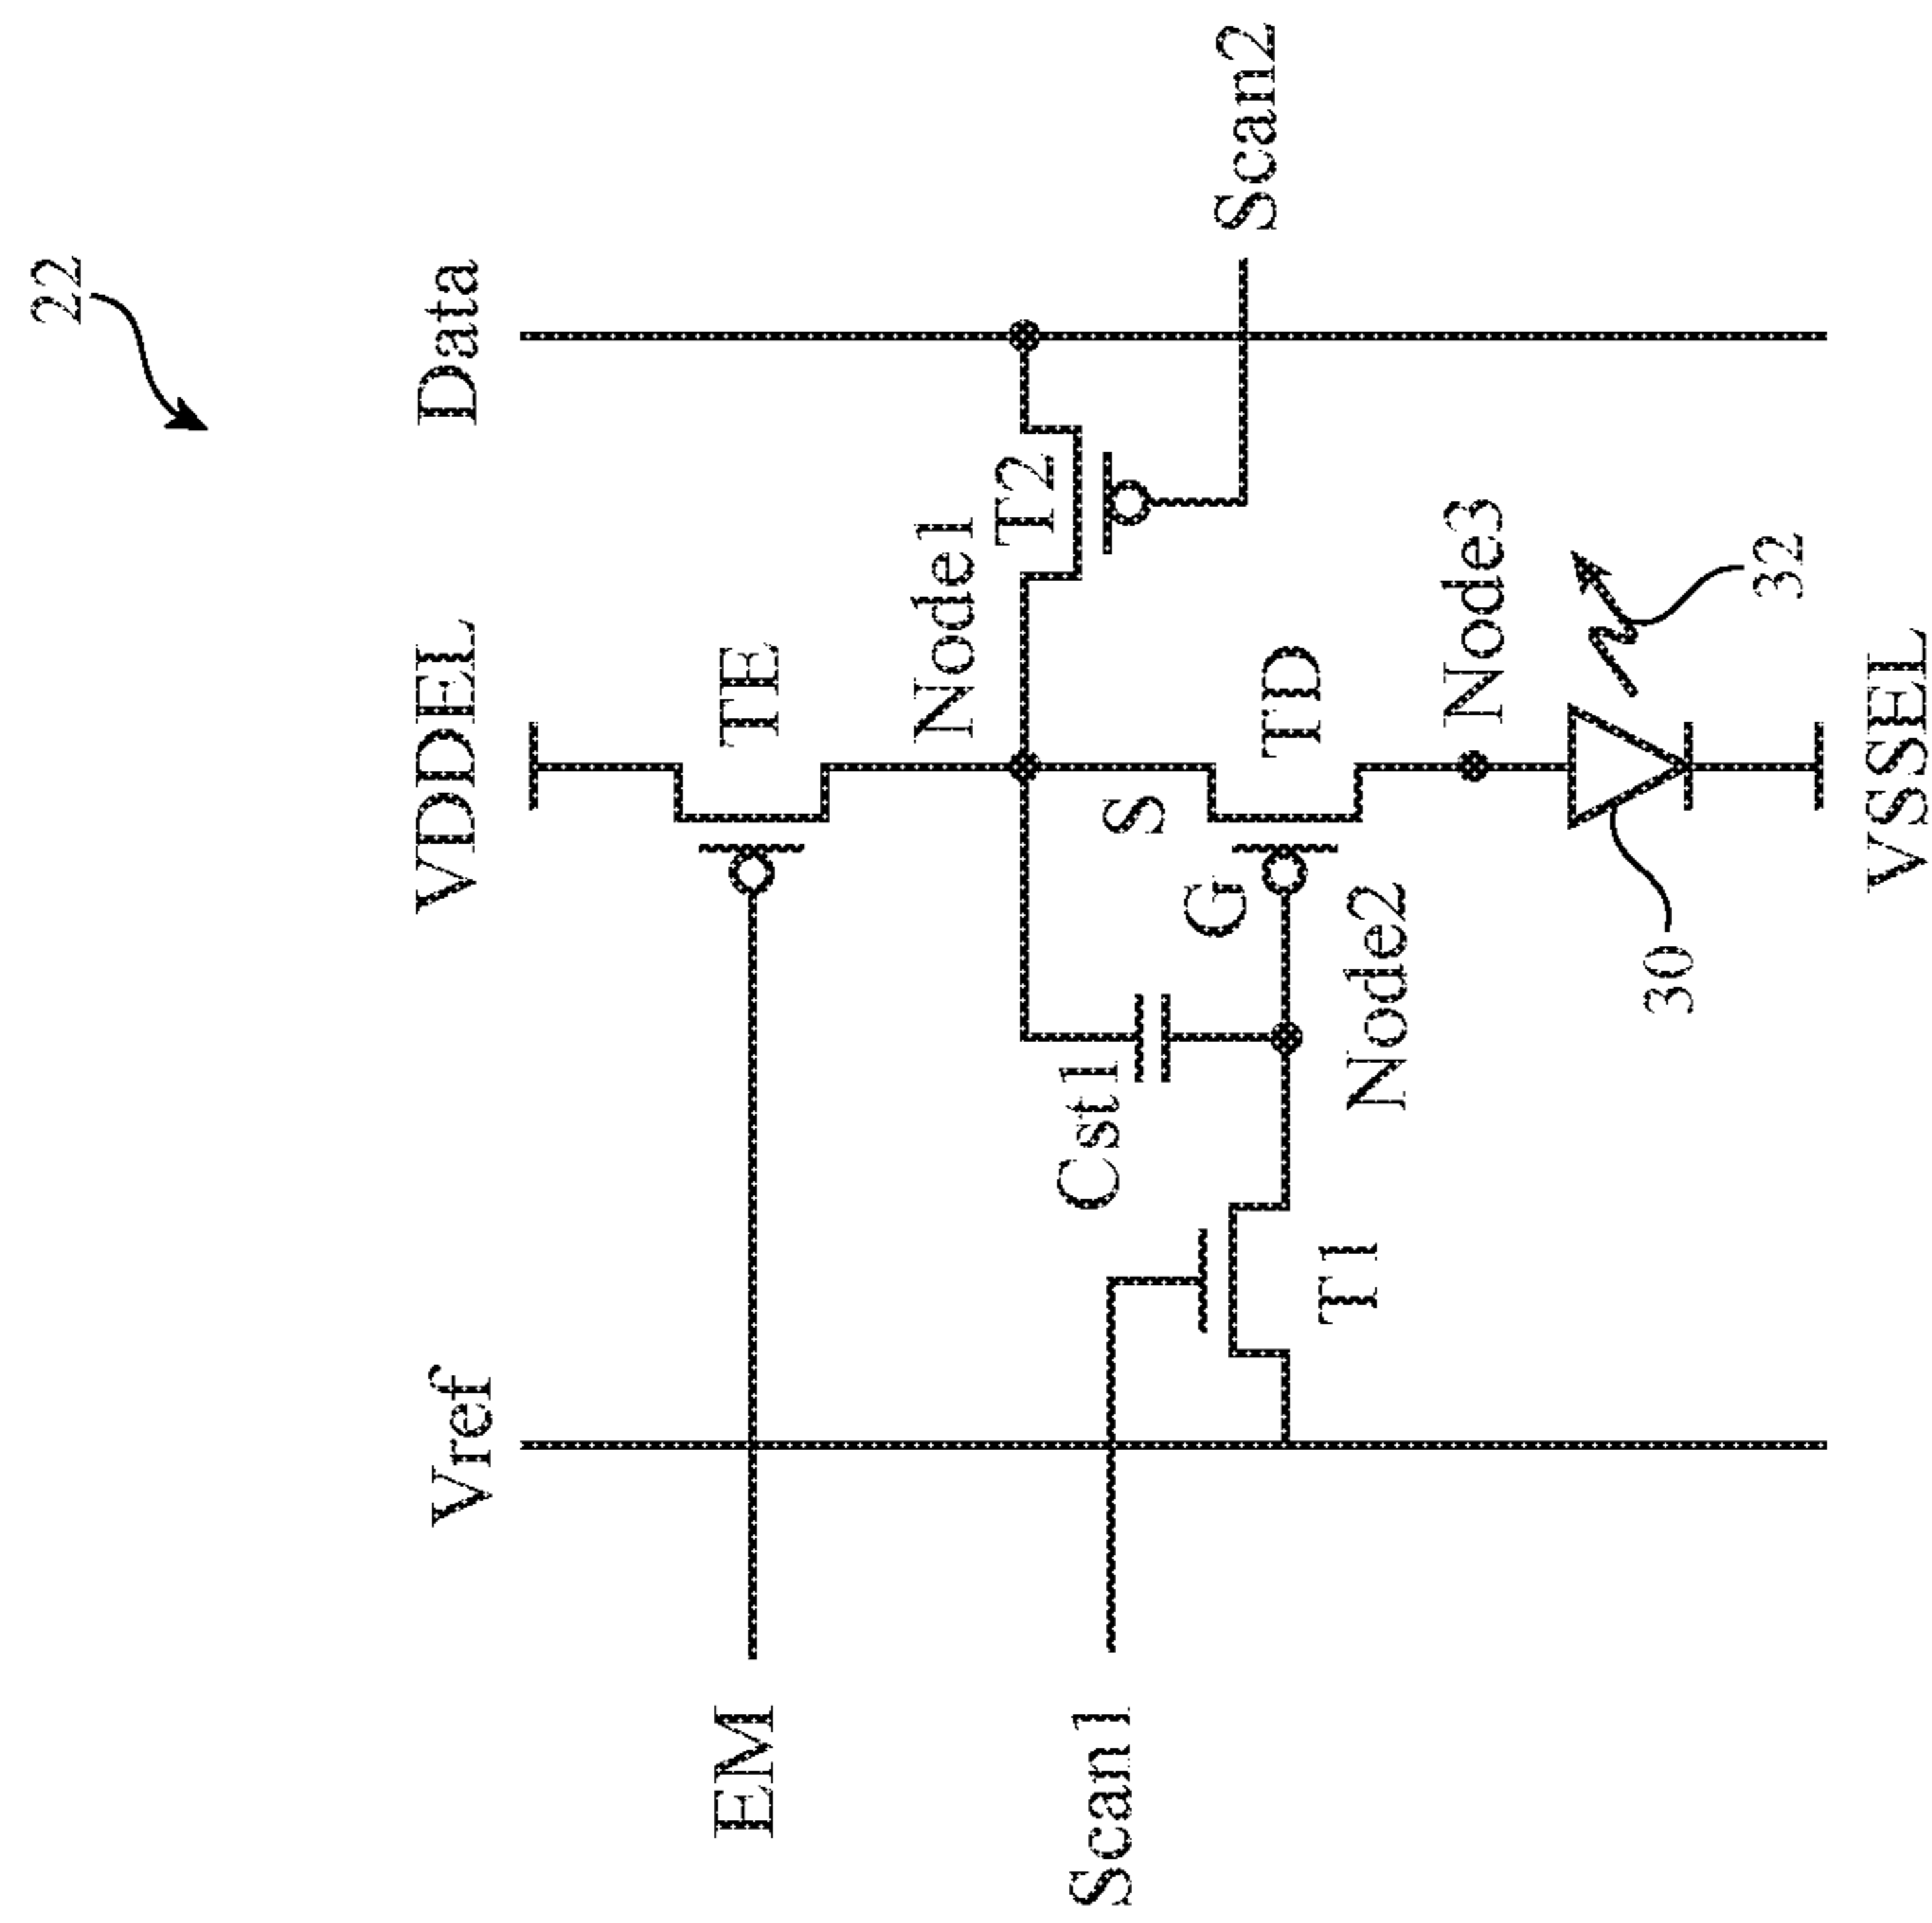 22
Vref
VDDEL
Data
EM
TE
Node1
T2
Scan1
Cst1
S
G
TD
Scan2
T1
Node2
Node3
30
32
VSSEL